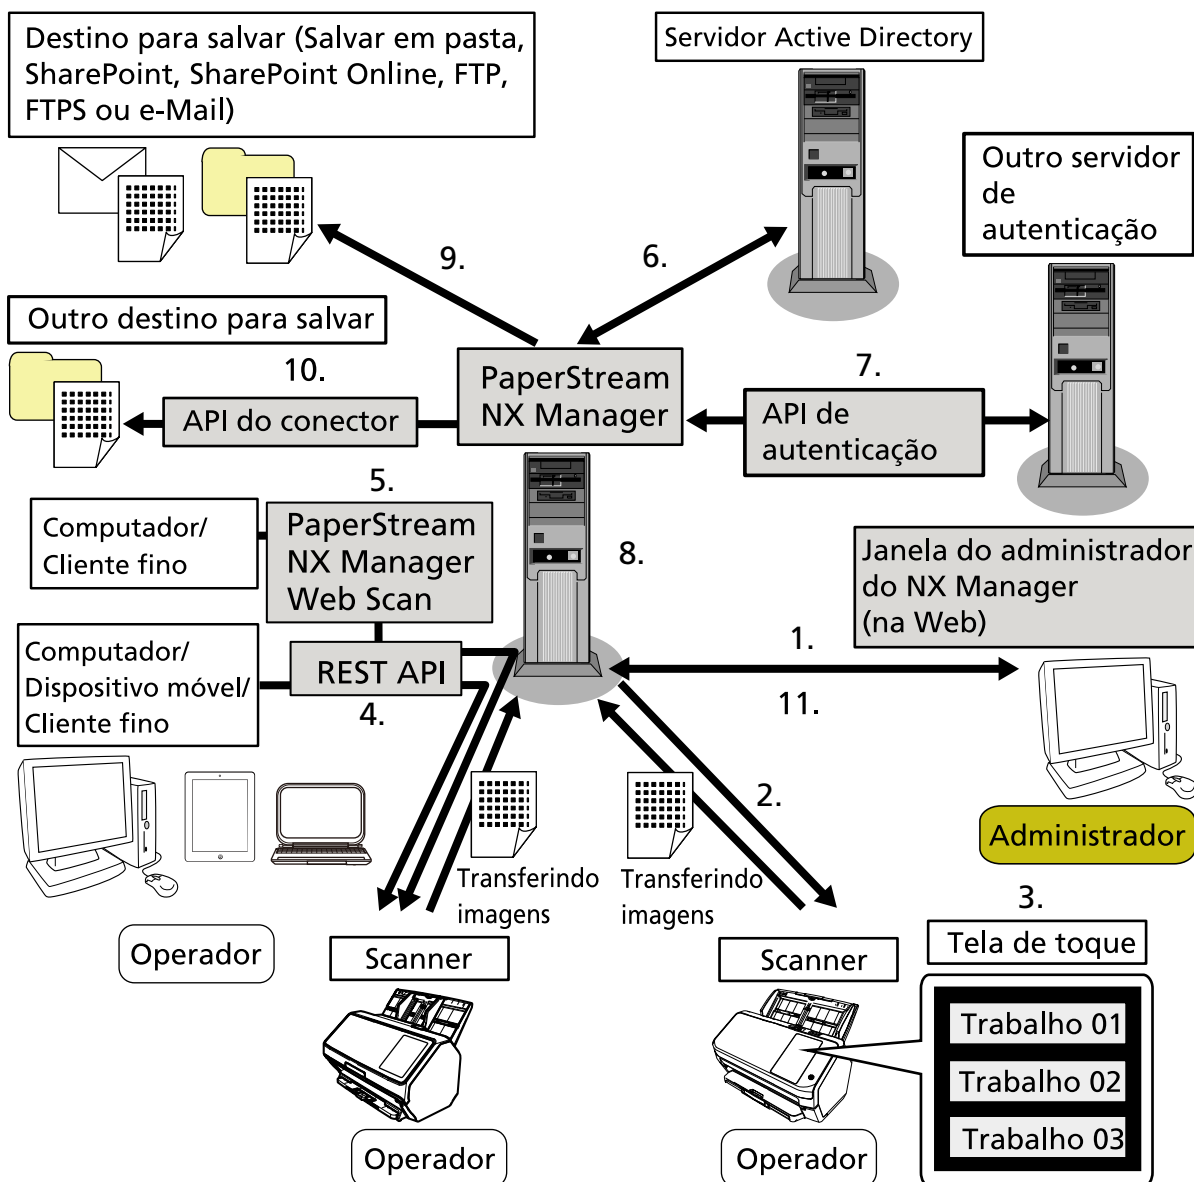 Destino para salvar (Salvar em pasta,
SharePoint, SharePoint Online, FTP,
FTPS ou e-Mail)
Servidor Active Directory
Outro servidor
de
autenticação
9.
6.
Outro destino para salvar
10.
API do conector
PaperStream
NX Manager
7.
API de
autenticação
5.
Computador/
Cliente fino
PaperStream
NX Manager
Web Scan
8.
Janela do administrador
do NX Manager
(na Web)
Computador/
Dispositivo móvel/
Cliente fino
REST API
4.
1.
11.
2.
Administrador
Transferindo
imagens
Transferindo
imagens
3.
Operador
Scanner
Scanner
Tela de toque
Trabalho 01
Trabalho 02
Trabalho 03
Operador
Operador